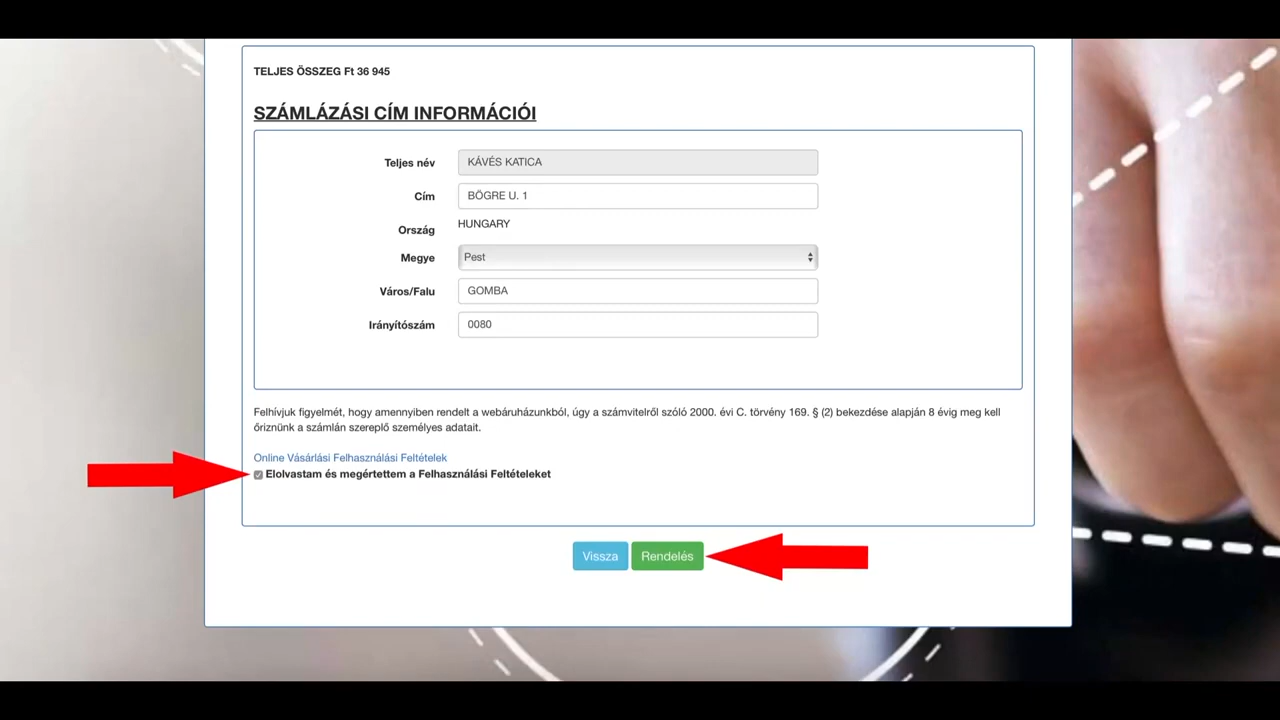 TELJES ÖSSZEG Ft 36 945
SZÁMLÁZÁSI CÍM INFORMÁCIÓI
Teljes név KÁVÉS KATICA
Cím BÖGRE U. 1
Ország HUNGARY
Megye Pest
Város/Falu GOMBA
Irányítószám 0080
Felhívjuk figyelmét, hogy amennyiben rendelt a webáruházunkból, úgy a számvitelről szóló 2000. évi C. törvény 169. § (2) bekezdése alapján 8 évig meg kell
őriznünk a számlán szereplő személyes adatait.
Online Vásárlási Felhasználási Feltételek
Elolvastam és megértettem a Felhasználási Feltételeket
Vissza Rendelés